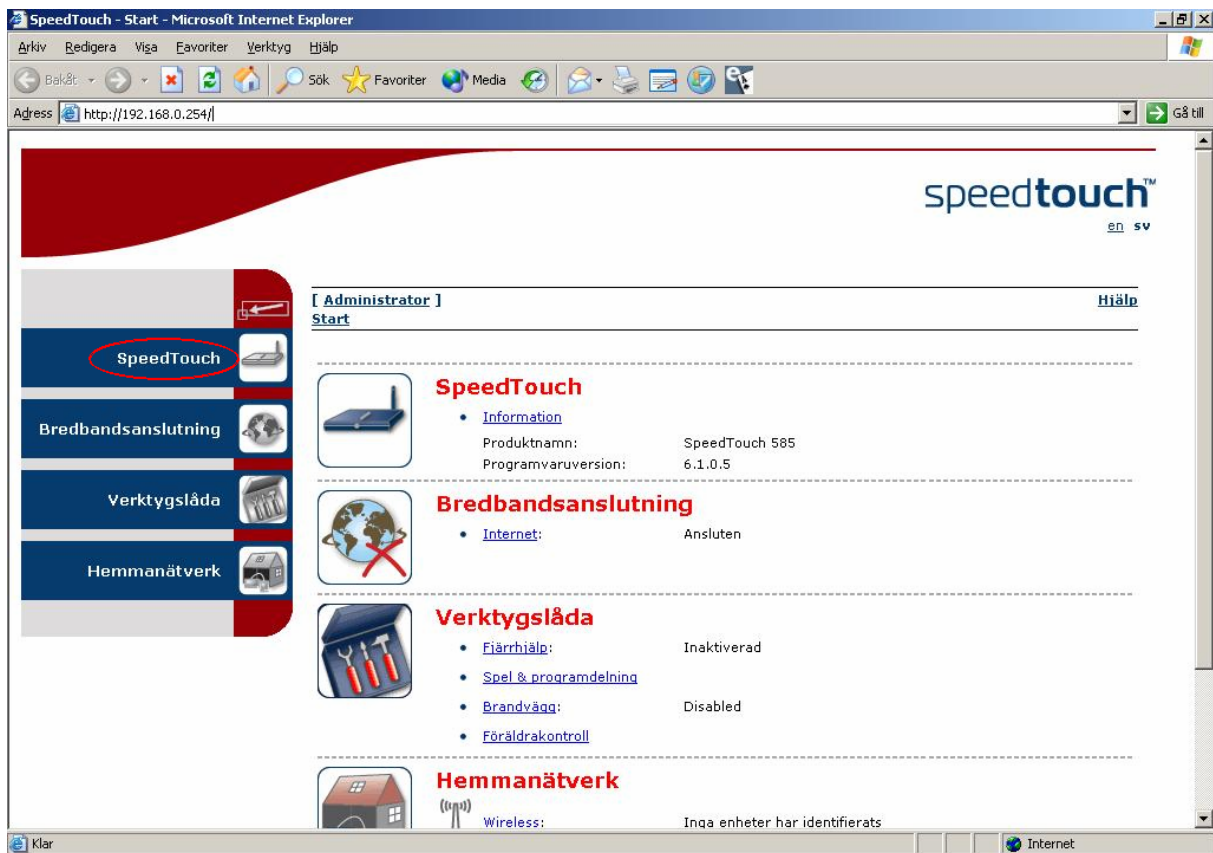 SpeedTouch - Start - Microsoft Internet Explorer
Arkiv Redigera Visa Favoriter Verktyg Hjälp
Bakåt Sök Favoriter Media
Adress http://192.168.0.254/ Gå till
speedtouch™
en sv
[ Administrator ] Hjälp
Start
SpeedTouch
Bredbandsanslutning
Verktygslåda
Hemmanätverk
SpeedTouch
• Information
Produktnamn: SpeedTouch 585
Programvaruversion: 6.1.0.5
Bredbandsanslutning
• Internet: Ansluten
Verktygslåda
• Fjärrhjälp: Inaktiverad
• Spel & programdelning
• Brandvägg: Disabled
• Föräldrakontroll
Hemmanätverk
Wireless: Inga enheter har identifierats
Klar Internet